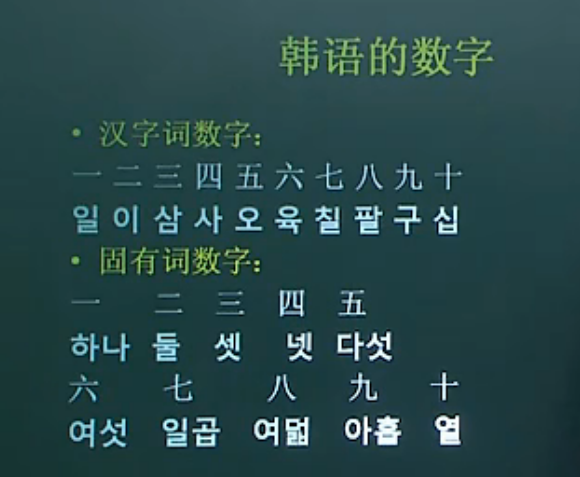 韩语的数字
• 汉字词数字：
一 二 三 四 五 六 七 八 九 十
일 이 삼 사 오 육 칠 팔 구 십
• 固有词数字：
一 二 三 四 五
하나 둘 셋 넷 다섯
六 七 八 九 十
여섯 일곱 여덟 아홉 열